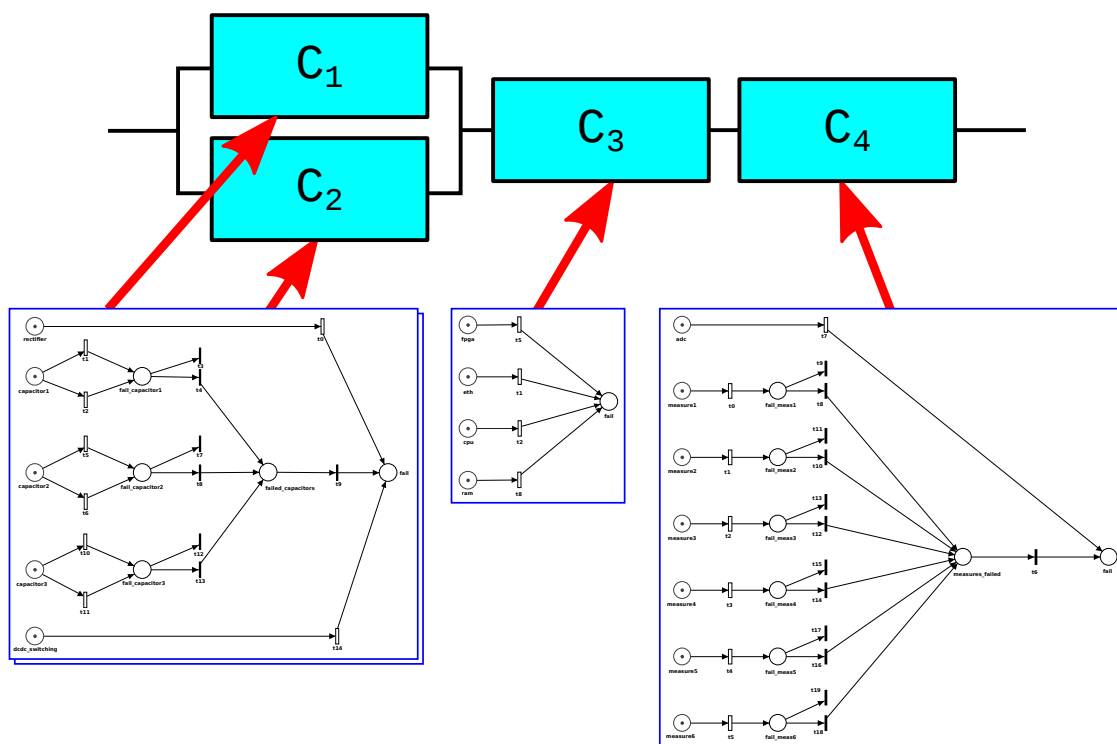 C1
C2
C3
C4
rectifier
t0
t1
capacitor1
t2
fail_capacitor1
t3
t4
t5
capacitor2
t6
fail_capacitor2
t7
t8
failed_capacitors
t9
fail
t10
capacitor3
t11
fail_capacitor3
t12
t13
dcdc_switching
t14
fpga
t5
eth
t1
cpu
t2
ram
t8
fail
adc
t7
measure1
t0
fail_meas1
t9
t8
measure2
t1
fail_meas2
t11
t10
measure3
t2
fail_meas3
t13
t12
measure4
t3
fail_meas4
t15
t14
measure5
t4
fail_meas5
t17
t16
measure6
t5
fail_meas6
t19
t18
measures_failed
t6
fail